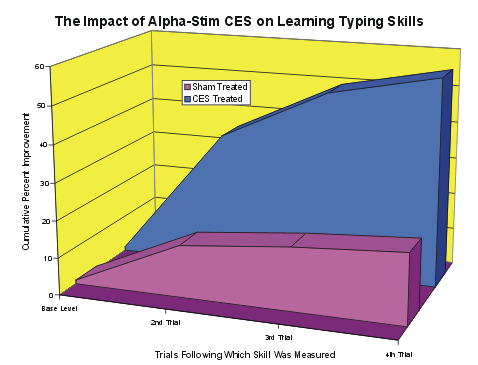 The Impact of Alpha-Stim CES on Learning Typing Skills
Sham Treated
CES Treated
Cumulative Percent Improvement
60
50
40
30
20
10
0
Base Level
2nd Trial
3rd Trial
4th Trial
Trials Following Which Skill Was Measured